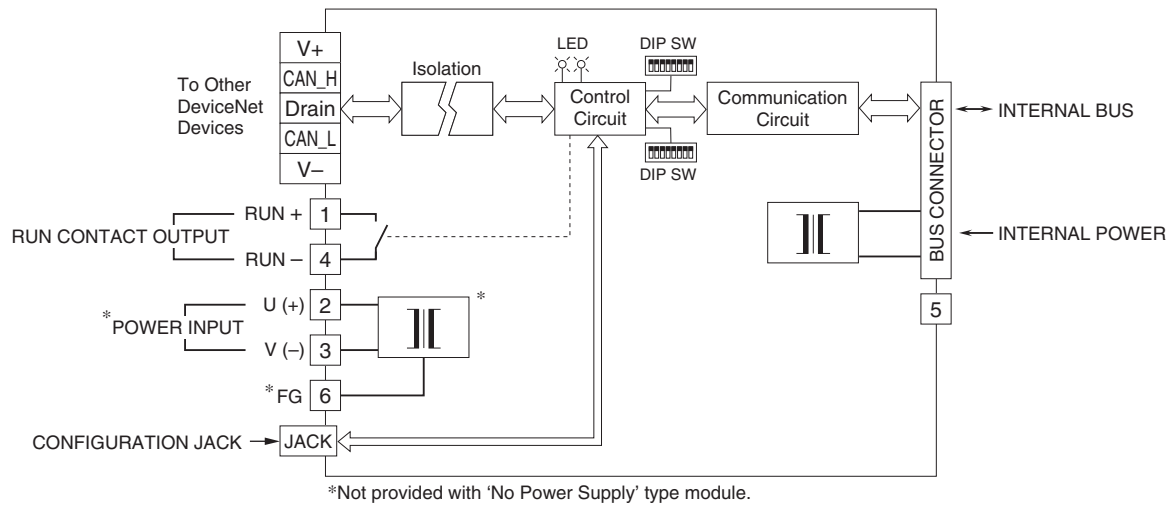 To Other
DeviceNet
Devices
V+
CAN_H
Drain
CAN_L
V–
Isolation
LED
Control
Circuit
DIP SW
DIP SW
Communication
Circuit
BUS CONNECTOR
INTERNAL BUS
INTERNAL POWER
5
RUN CONTACT OUTPUT
RUN + 1
RUN – 4
*POWER INPUT
U (+) 2
V (–) 3
*
*FG 6
CONFIGURATION JACK
JACK
*Not provided with ‘No Power Supply’ type module.